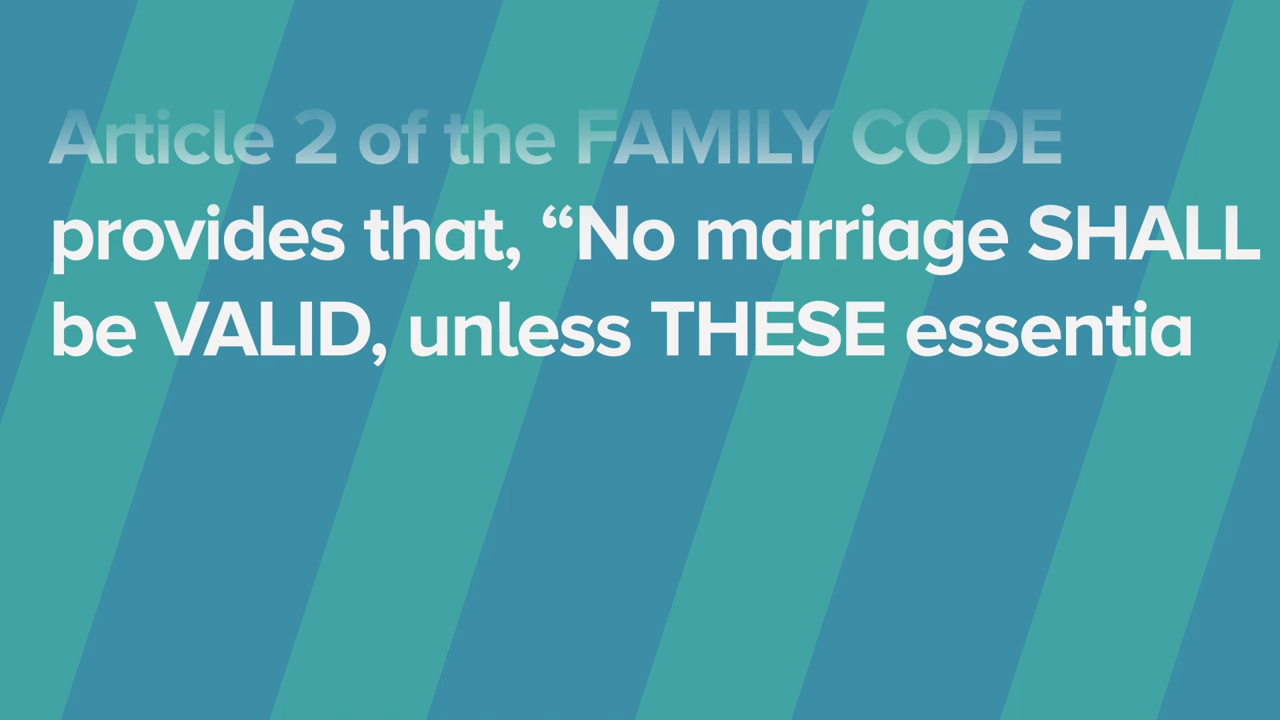 Article 2 of the FAMILY CODE
provides that, “No marriage SHALL
be VALID, unless THESE essentia